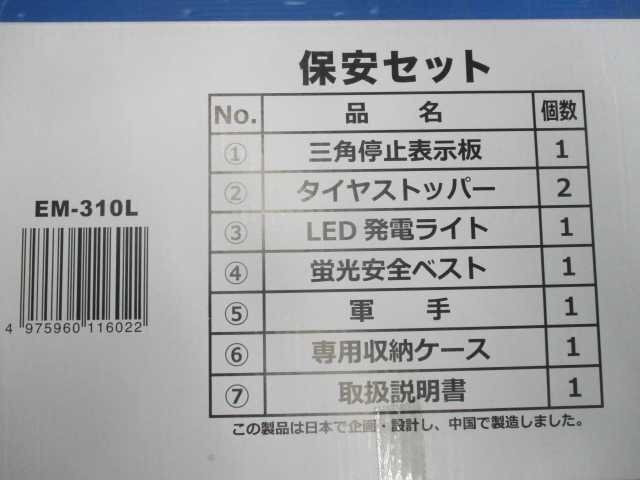 保安セット
No. 品 名 個数
① 三角停止表示板 1
② タイヤストッパー 2
③ LED 発電ライト 1
④ 蛍光安全ベスト 1
⑤ 軍 手 1
⑥ 専用収納ケース 1
⑦ 取扱説明書 1
この製品は日本で企画・設計し、中国で製造しました。
EM-310L
4 975960 116022